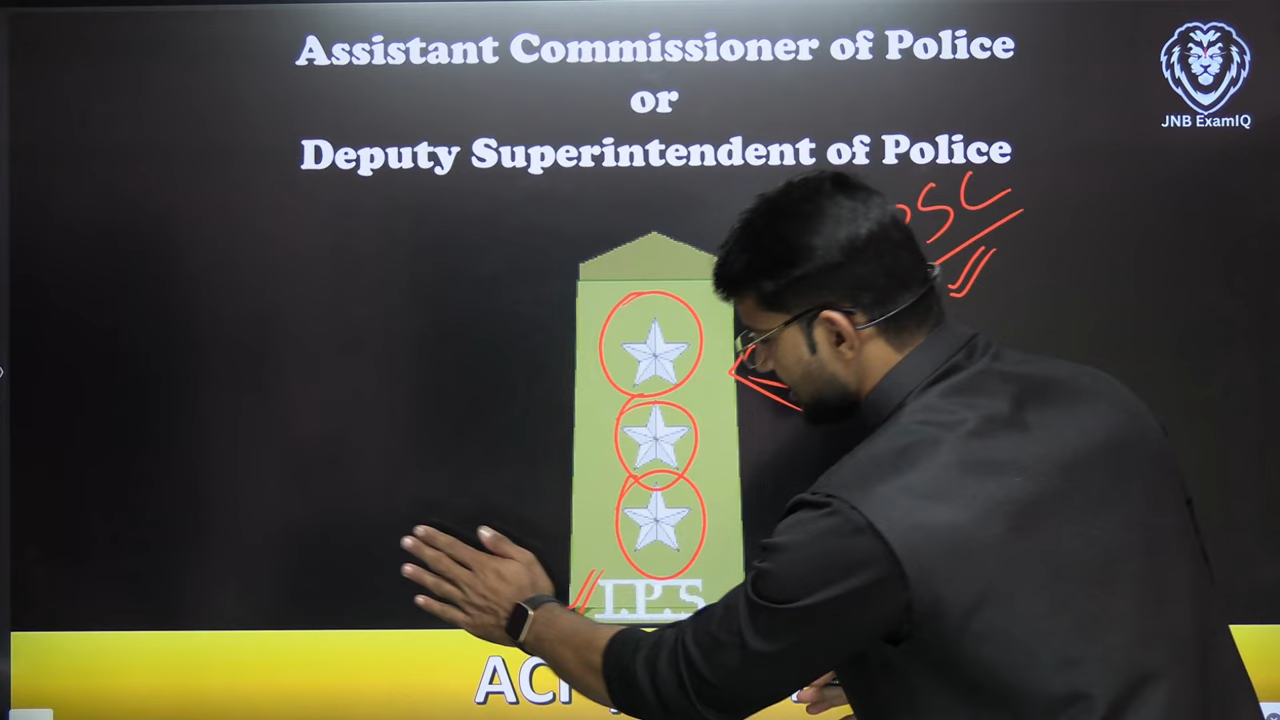 Assistant Commissioner of Police
or
Deputy Superintendent of Police
JNB ExamIQ
I.P.S